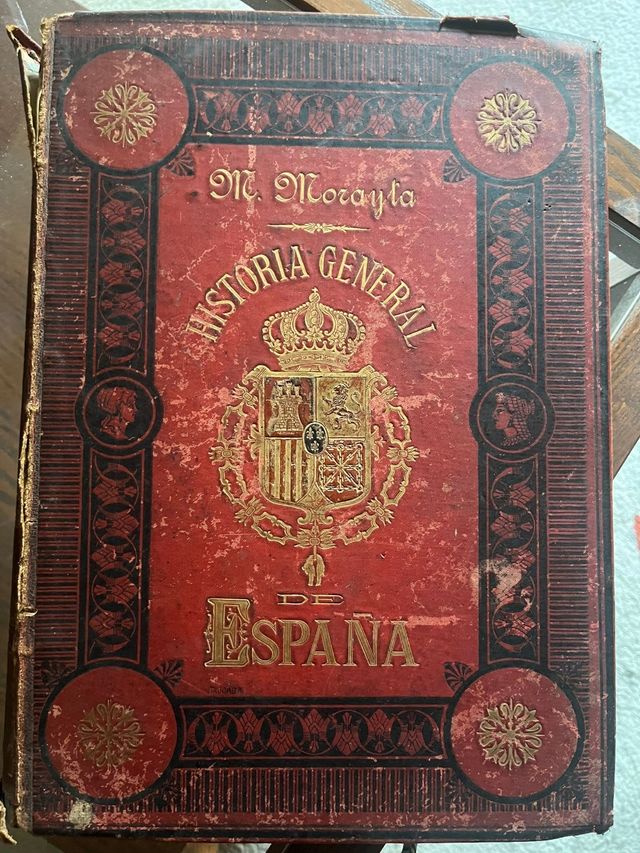 M. Morayta
HISTORIA GENERAL
DE
ESPAÑA